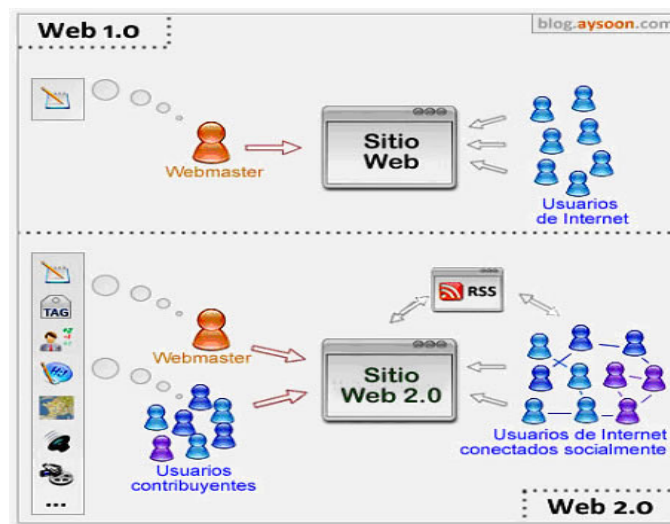 Web 1.0
blog.aysoon.com
Webmaster
Sitio
Web
Usuarios
de Internet
TAG
RSS
Webmaster
Sitio
Web 2.0
Usuarios
contribuyentes
Usuarios de Internet
conectados socialmente
...
Web 2.0